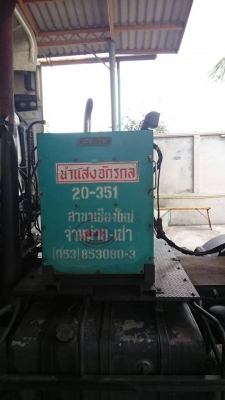 นำแสงจักรกล
20-351
สาขาเชียงใหม่
จำหน่าย-เช่า
(053)853080-3